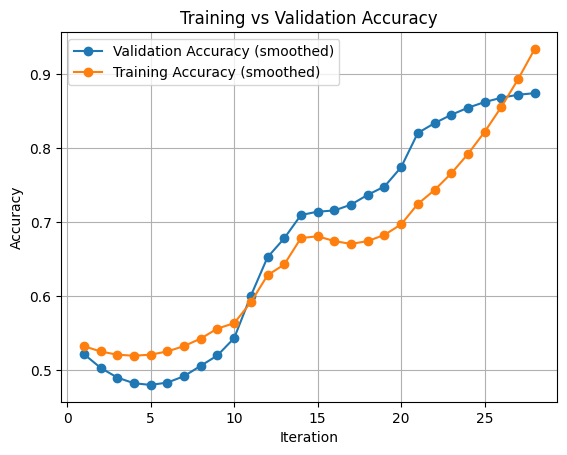 Training vs Validation Accuracy
Validation Accuracy (smoothed)
Training Accuracy (smoothed)
Accuracy
0.9
0.8
0.7
0.6
0.5
0
5
10
15
20
25
Iteration